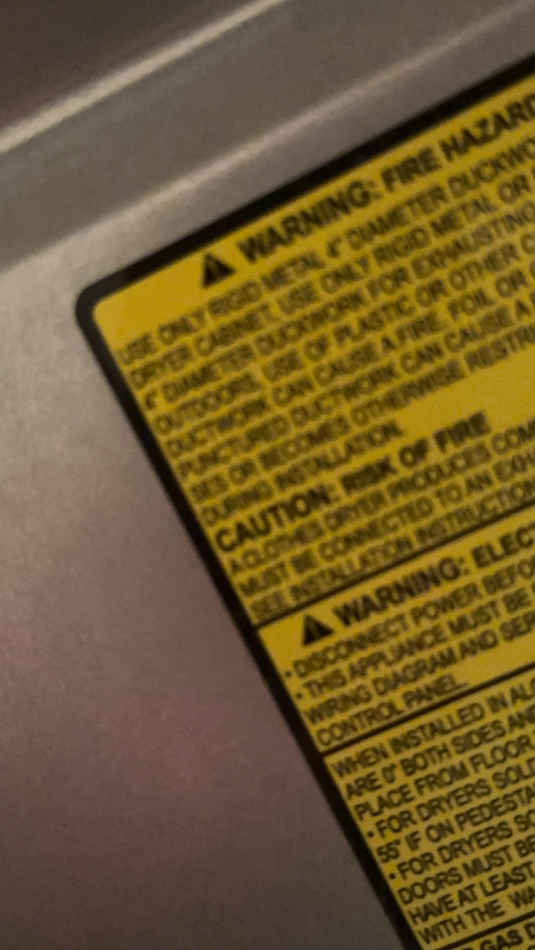 WARNING: FIRE HAZARD
USE ONLY RIGID METAL 4" DIAMETER DUCKWO
DRYER CABINET. USE ONLY RIGID METAL OR
4" DIAMETER DUCKWORK FOR EXHAUSTING
OUTDOORS. USE OF PLASTIC OR OTHER C
DUCTWORK CAN CAUSE A FIRE. FOIL OR
PUNCTURED DUCTWORK CAN CAUSE A
SES OR BECOMES OTHERWISE RESTRI
DURING INSTALLATION.
CAUTION: RISK OF FIRE
A CLOTHES DRYER PRODUCES COM
MUST BE CONNECTED TO AN EXHA
SEE INSTALLATION INSTRUCTION
WARNING: ELECT
• DISCONNECT POWER BEFO
• THIS APPLIANCE MUST BE
WIRING DIAGRAM AND SER
CONTROL PANEL.
WHEN INSTALLED IN AL
ARE 0" BOTH SIDES AN
PLACE FROM FLOOR.
• FOR DRYERS SOLD
55" IF ON PEDESTA
• FOR DRYERS SO
DOORS MUST BE
HAVE AT LEAST
WITH THE WA
GAS D